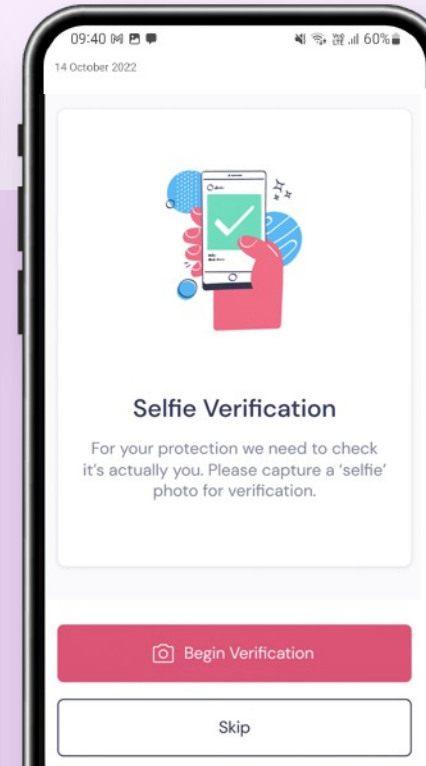 09:40
60%
14 October 2022
Selfie Verification
For your protection we need to check
it’s actually you. Please capture a ‘selfie’
photo for verification.
Begin Verification
Skip